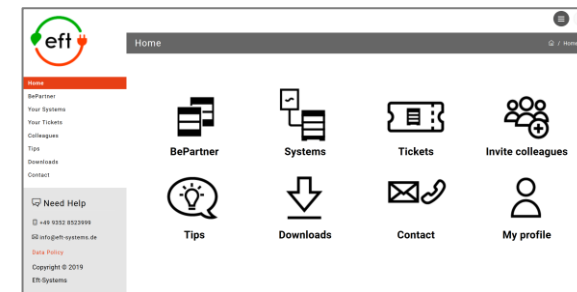 eft
Home
/ Home
Home
BePartner
Your Systems
Your Tickets
Colleagues
Tips
Downloads
Contact
Need Help
+49 9352 8523999
info@eft-systems.de
Data Policy
Copyright © 2019
Eft-Systems
BePartner
Systems
Tickets
Invite colleagues
Tips
Downloads
Contact
My profile